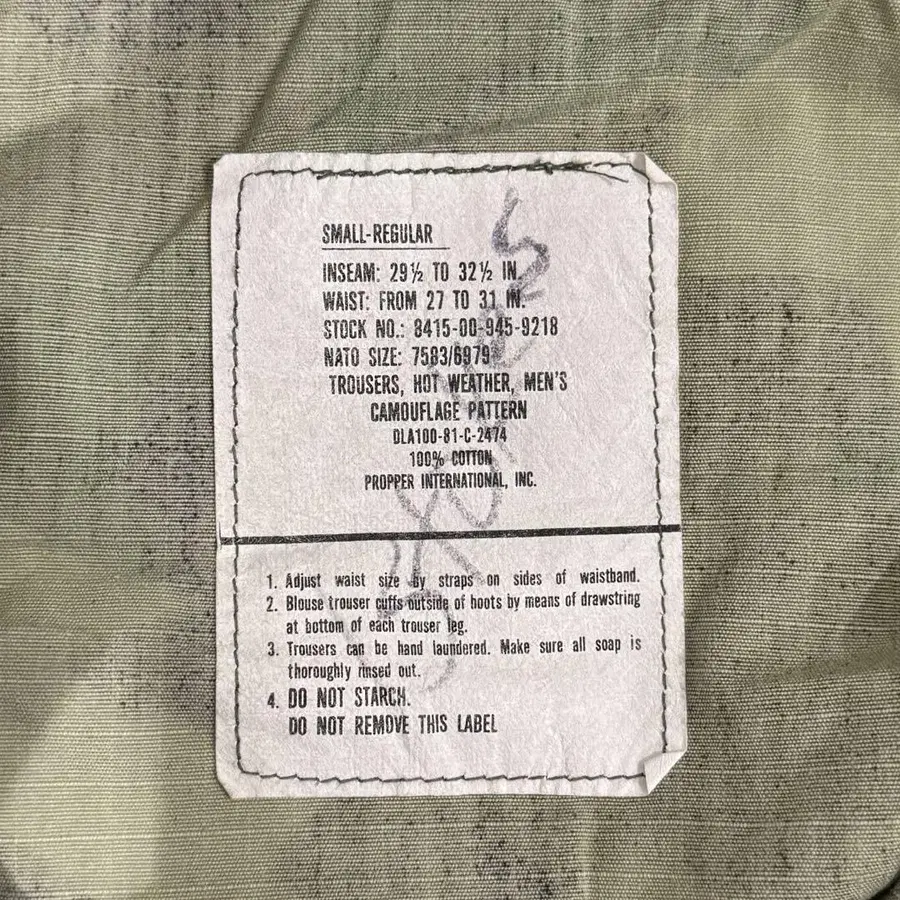 SMALL-REGULAR
INSEAM: 29½ TO 32½ IN.
WAIST: FROM 27 TO 31 IN.
STOCK NO.: 8415-00-945-9218
NATO SIZE: 7583/6979
TROUSERS, HOT WEATHER, MEN'S
CAMOUFLAGE PATTERN
DLA100-81-C-2474
100% COTTON
PROPPER INTERNATIONAL, INC.
1. Adjust waist size by straps on sides of waistband.
2. Blouse trouser cuffs outside of boots by means of drawstring
at bottom of each trouser leg.
3. Trousers can be hand laundered. Make sure all soap is
thoroughly rinsed out.
4. DO NOT STARCH.
DO NOT REMOVE THIS LABEL